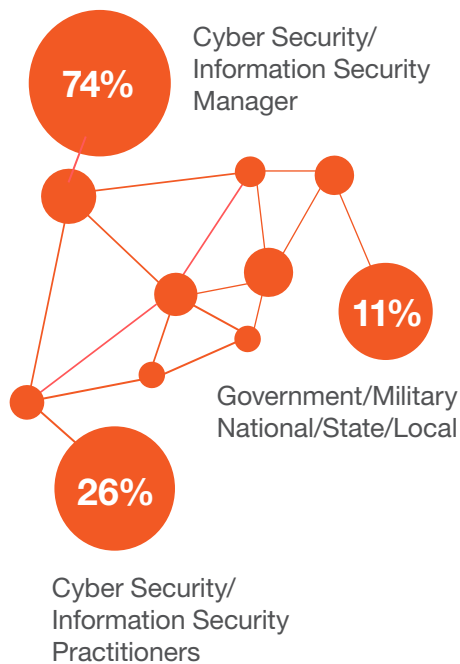 74%
Cyber Security/
Information Security
Manager
11%
Government/Military
National/State/Local
26%
Cyber Security/
Information Security
Practitioners